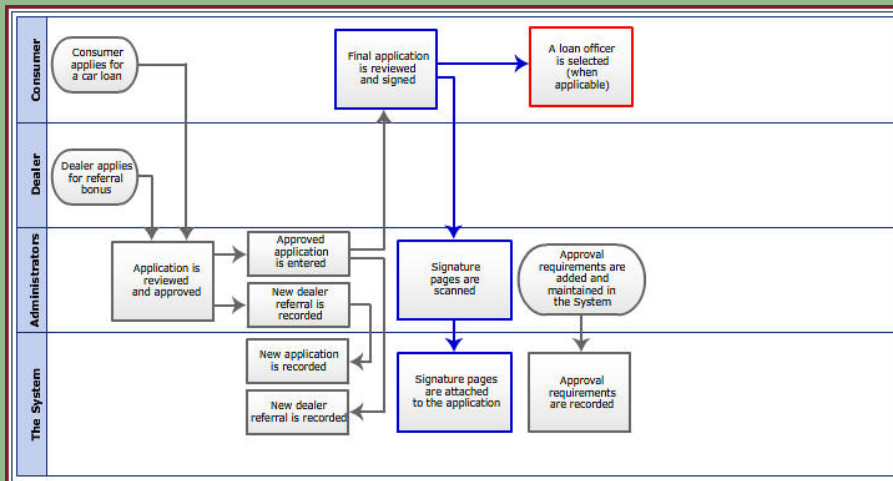 Consumer
Consumer
applies for
a car loan
Final application
is reviewed
and signed
A loan officer
is selected
(when
applicable)
Dealer
Dealer applies
for referral
bonus
Administrators
Application is
reviewed
and approved
Approved
application
is entered
New dealer
referral is
recorded
Signature
pages are
scanned
Approval
requirements are
added and
maintained in
the System
The System
New application
is recorded
New dealer
referral is recorded
Signature pages
are attached
to the application
Approval
requirements
are recorded